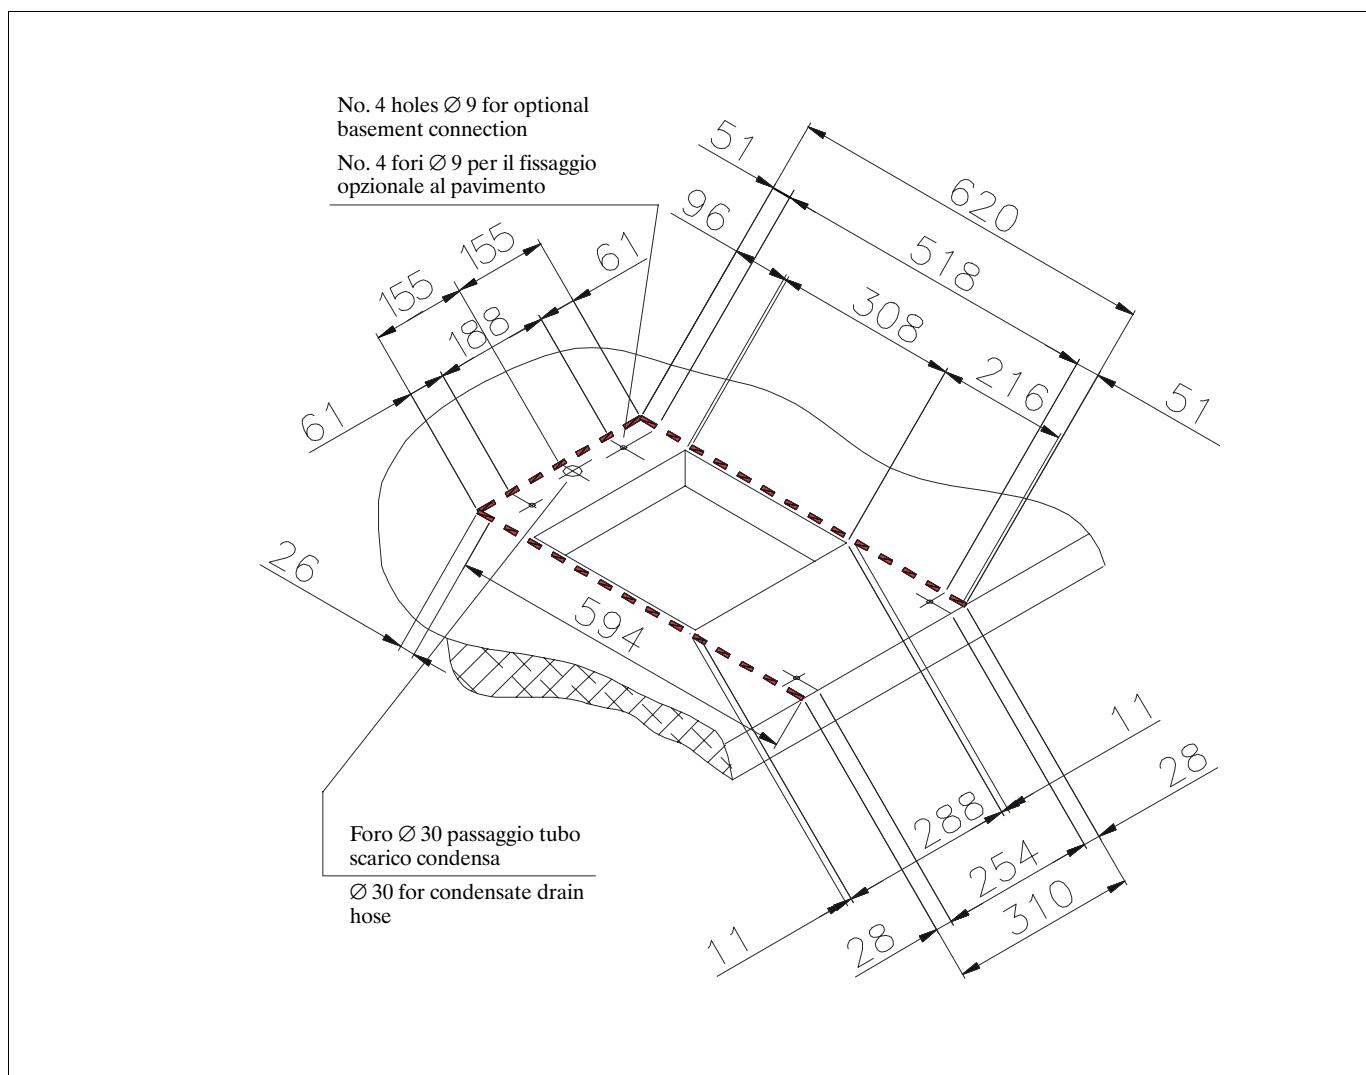 No. 4 holes Ø 9 for optional
basement connection
No. 4 fori Ø 9 per il fissaggio
opzionale al pavimento
51
620
96
518
155
61
155
308
188
216
61
51
26
594
11
28
288
254
310
11
28
Foro Ø 30 passaggio tubo
scarico condensa
Ø 30 for condensate drain
hose